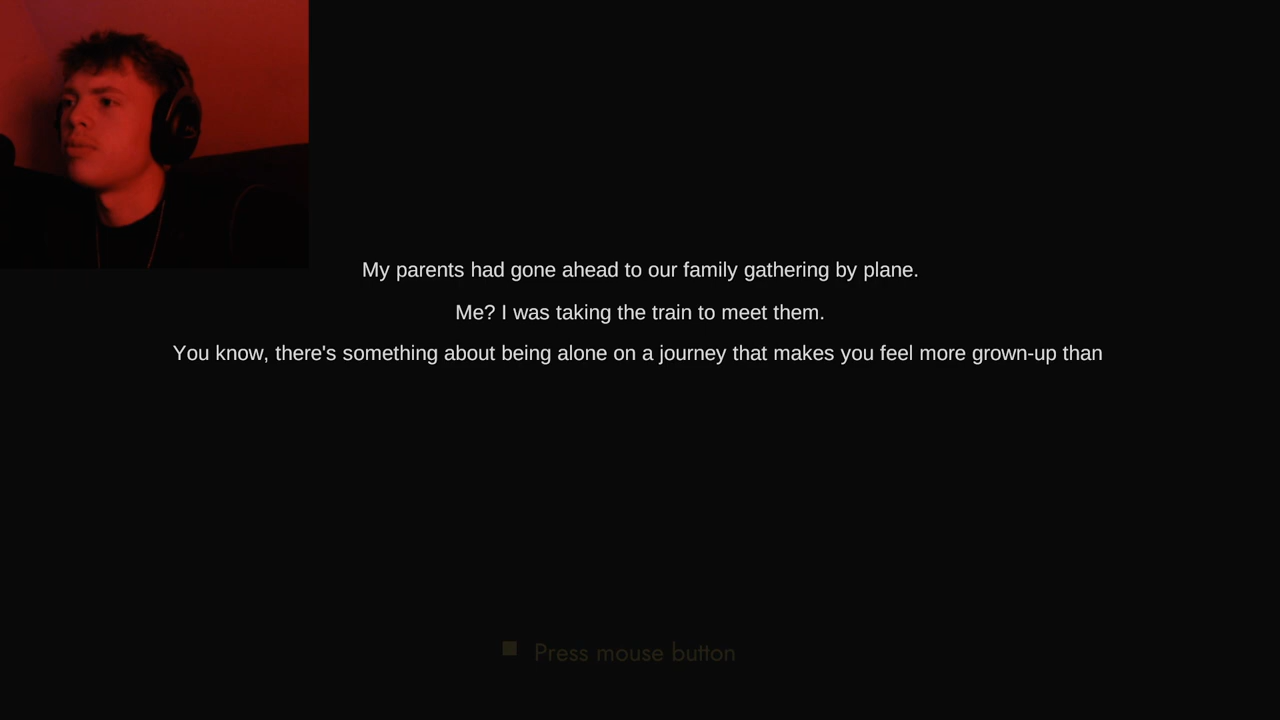 My parents had gone ahead to our family gathering by plane.
Me? I was taking the train to meet them.
You know, there's something about being alone on a journey that makes you feel more grown-up than
Press mouse button